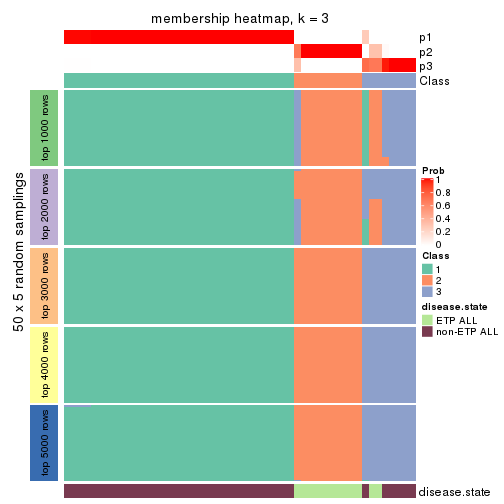 membership heatmap, k = 3
p1
p2
p3
Class
50 x 5 random samplings
top 1000 rows
top 2000 rows
top 3000 rows
top 4000 rows
top 5000 rows
Prob
1
0.8
0.6
0.4
0.2
0
Class
1
2
3
disease.state
ETP ALL
non-ETP ALL
disease.state